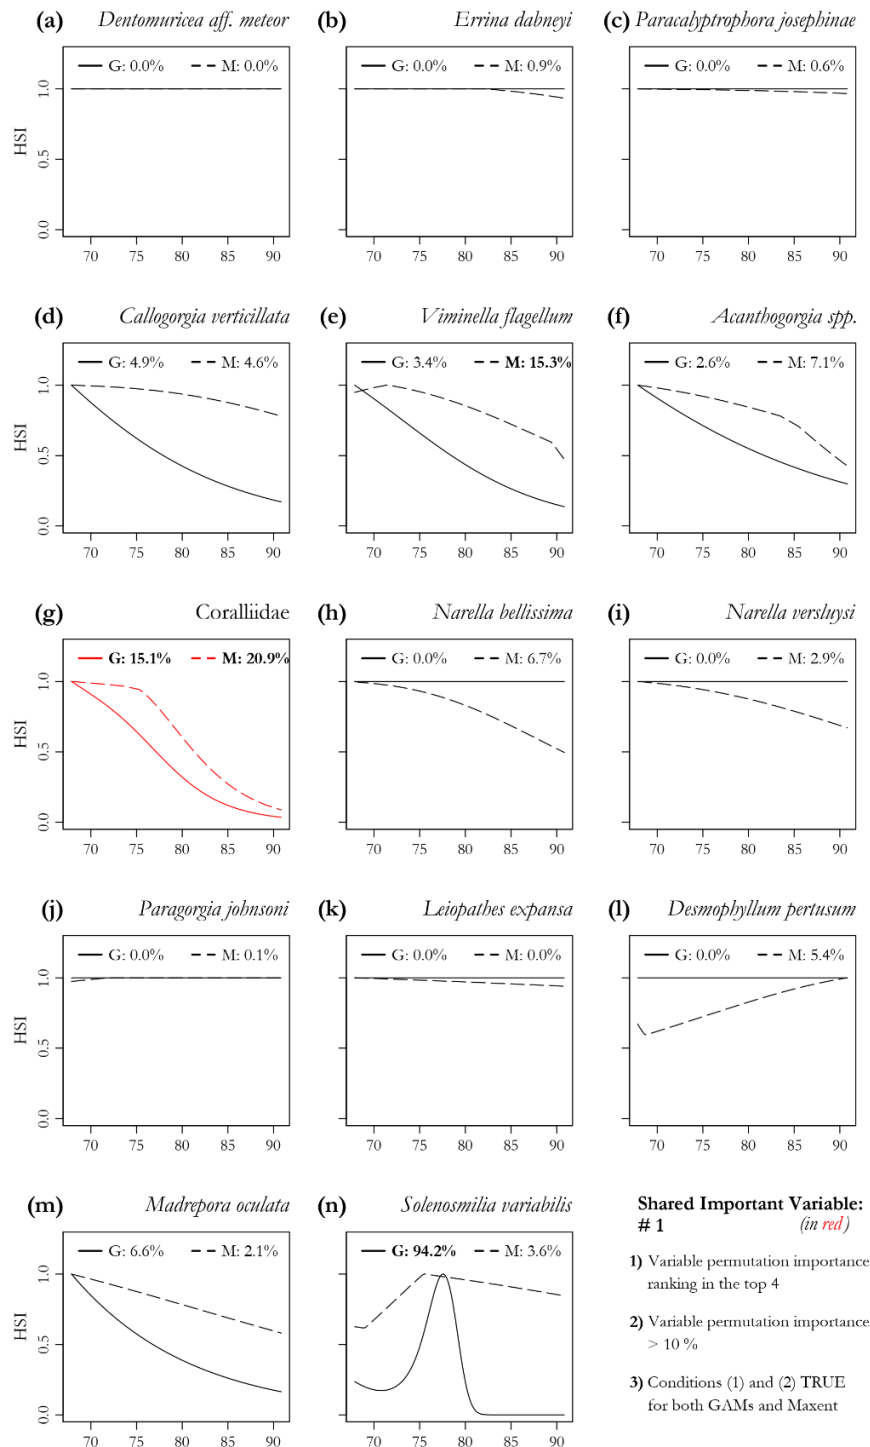 (a) Dentomuricea aff. meteor
(b) Errina dabneyi
(c) Paracalyptrophora josephinae
G: 0.0% M: 0.0%
G: 0.0% M: 0.9%
G: 0.0% M: 0.6%
HSI
0.0 0.5 1.0
70 75 80 85 90
70 75 80 85 90
70 75 80 85 90
(d) Callogorgia verticillata
(e) Viminella flagellum
(f) Acanthogorgia spp.
G: 4.9% M: 4.6%
G: 3.4% M: 15.3%
G: 2.6% M: 7.1%
HSI
0.0 0.5 1.0
70 75 80 85 90
70 75 80 85 90
70 75 80 85 90
(g) Coralliidae
(h) Narella bellissima
(i) Narella versluysi
G: 15.1% M: 20.9%
G: 0.0% M: 6.7%
G: 0.0% M: 2.9%
HSI
0.0 0.5 1.0
70 75 80 85 90
70 75 80 85 90
70 75 80 85 90
(j) Paragorgia johnsoni
(k) Leiopathes expansa
(l) Desmophyllum pertusum
G: 0.0% M: 0.1%
G: 0.0% M: 0.0%
G: 0.0% M: 5.4%
HSI
0.0 0.5 1.0
70 75 80 85 90
70 75 80 85 90
70 75 80 85 90
(m) Madrepora oculata
(n) Solenosmilia variabilis
G: 6.6% M: 2.1%
G: 94.2% M: 3.6%
HSI
0.0 0.5 1.0
70 75 80 85 90
70 75 80 85 90
Shared Important Variable:
# 1 (in red)
1) Variable permutation importance
ranking in the top 4
2) Variable permutation importance
> 10 %
3) Conditions (1) and (2) TRUE
for both GAMs and Maxent